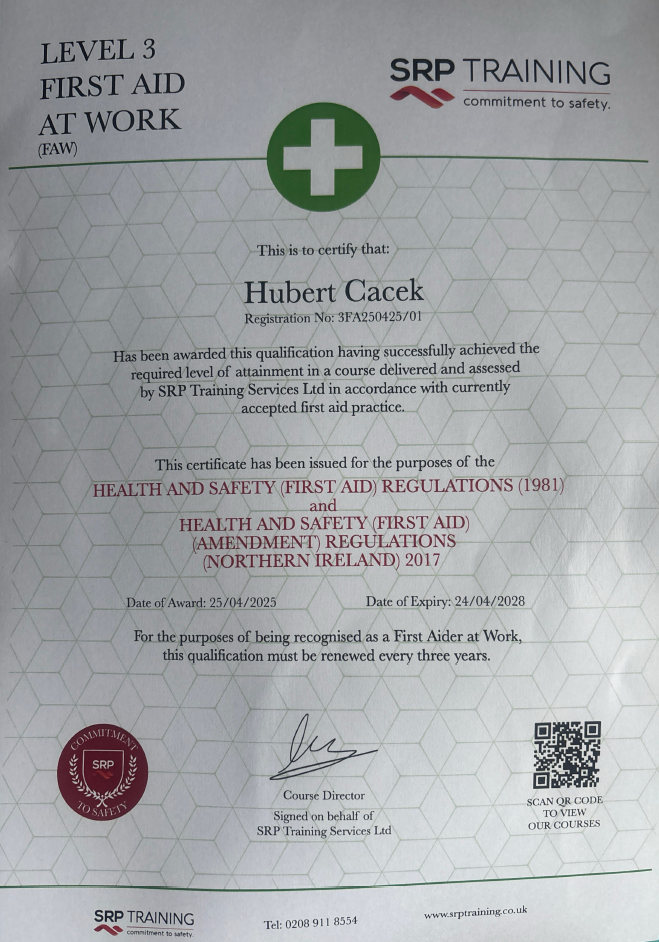 LEVEL 3
FIRST AID
AT WORK
(FAW)
SRP TRAINING
commitment to safety.
This is to certify that:
Hubert Cacek
Registration No: 3FA250425/01
Has been awarded this qualification having successfully achieved the
required level of attainment in a course delivered and assessed
by SRP Training Services Ltd in accordance with currently
accepted first aid practice.
This certificate has been issued for the purposes of the
HEALTH AND SAFETY (FIRST AID) REGULATIONS (1981)
and
HEALTH AND SAFETY (FIRST AID)
(AMENDMENT) REGULATIONS
(NORTHERN IRELAND) 2017
Date of Award: 25/04/2025
Date of Expiry: 24/04/2028
For the purposes of being recognised as a First Aider at Work,
this qualification must be renewed every three years.
COMMITMENT
SRP
TO SAFETY
Course Director
Signed on behalf of
SRP Training Services Ltd
SCAN QR CODE
TO VIEW
OUR COURSES
SRP TRAINING
commitment to safety.
Tel: 0208 911 8554
www.srptraining.co.uk